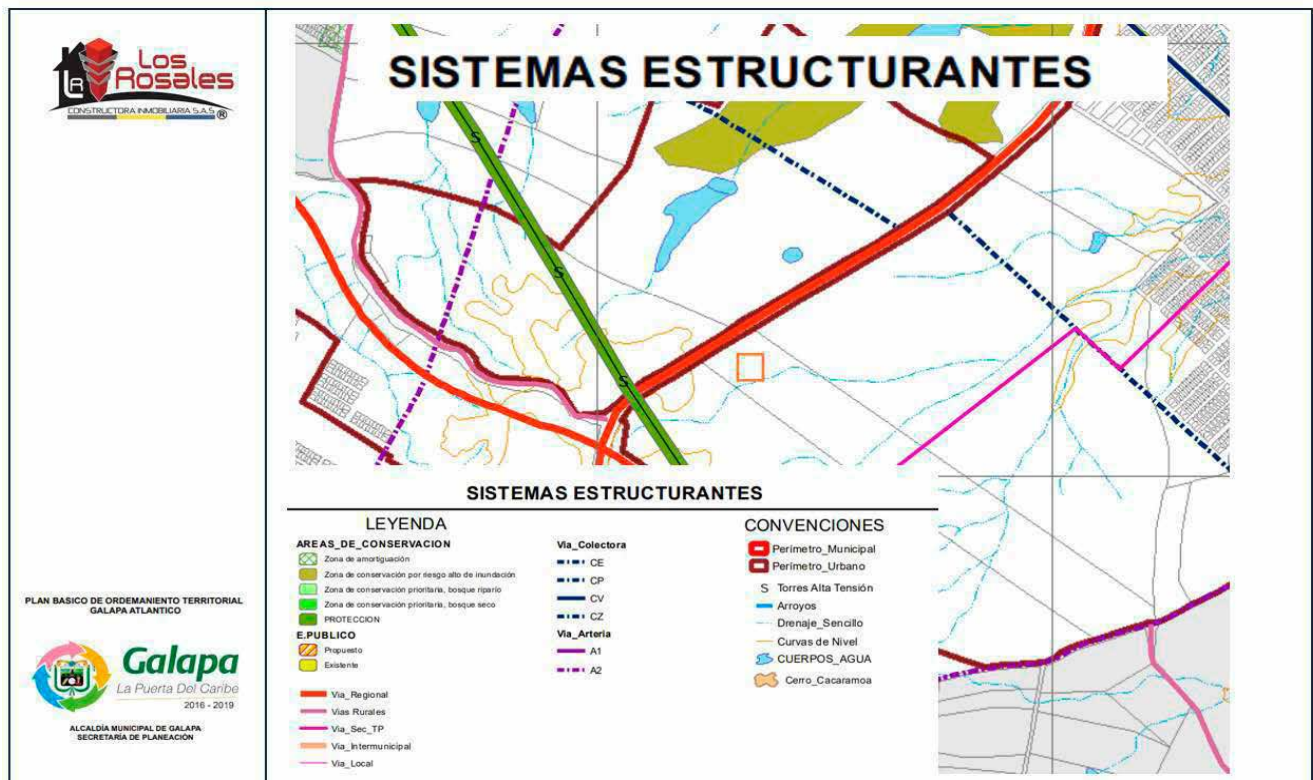 Los
Rosales
LR
CONSTRUCTORA INMOBILIARIA S.A.S ®
PLAN BASICO DE ORDEMANIENTO TERRITORIAL
GALAPA ATLANTICO
Galapa
La Puerta Del Caribe
2016 - 2019
ALCALDÍA MUNICIPAL DE GALAPA
SECRETARÍA DE PLANEACIÓN
SISTEMAS ESTRUCTURANTES
S
S
S
SISTEMAS ESTRUCTURANTES
LEYENDA
AREAS_DE_CONSERVACION
Zona de amortiguación
Zona de conservación por riesgo alto de inundación
Zona de conservación prioritaria, bosque ripario
Zona de conservación prioritaria, bosque seco
PROTECCION
E.PUBLICO
Propuesto
Existente
Via_Regional
Vias Rurales
Via_Sec_TP
Via_Intermunicipal
Via_Local
Via_Colectora
CE
CP
CV
CZ
Via_Arteria
A1
A2
CONVENCIONES
Perímetro_Municipal
Perímetro_Urbano
S Torres Alta Tensión
Arroyos
Drenaje_Sencillo
Curvas de Nivel
CUERPOS_AGUA
Cerro_Cacaramoa